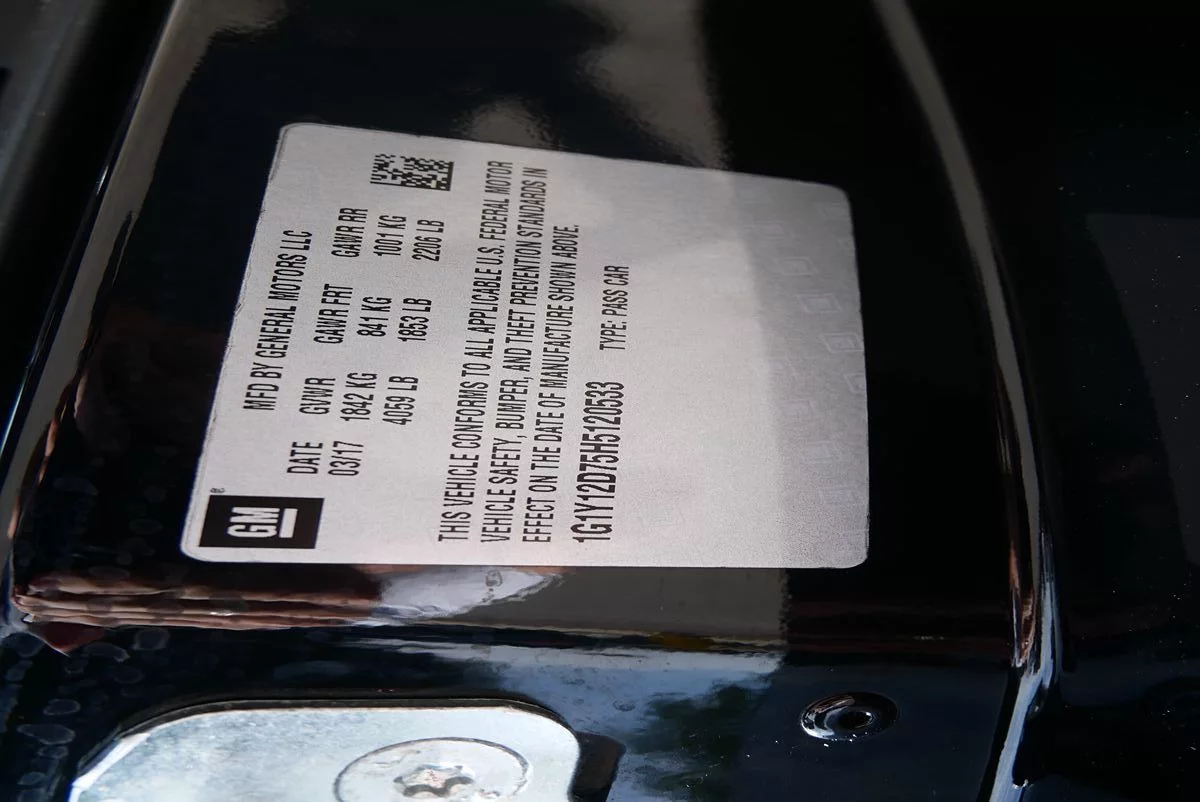 GM ®
MFD BY GENERAL MOTORS LLC
DATE GVWR GAWR FRT GAWR RR
03/17 1842 KG 841 KG 1001 KG
4059 LB 1853 LB 2206 LB
THIS VEHICLE CONFORMS TO ALL APPLICABLE U.S. FEDERAL MOTOR
VEHICLE SAFETY, BUMPER, AND THEFT PREVENTION STANDARDS IN
EFFECT ON THE DATE OF MANUFACTURE SHOWN ABOVE.
1G1Y12D75H5120533 TYPE: PASS CAR